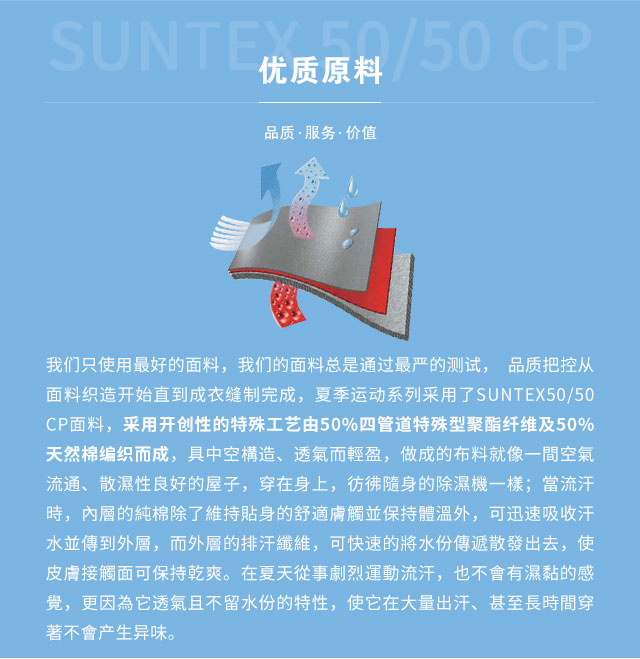 SUNTEX 50/50 CP
优质原料
品质·服务·价值
我们只使用最好的面料，我们的面料总是通过最严的测试， 品质把控从
面料织造开始直到成衣缝制完成，夏季运动系列采用了SUNTEX50/50
CP面料，采用开创性的特殊工艺由50%四管道特殊型聚酯纤维及50%
天然棉编织而成，具中空構造、透氣而輕盈，做成的布料就像一間空氣
流通、散濕性良好的屋子，穿在身上，彷彿隨身的除濕機一樣；當流汗
時，內層的純棉除了維持貼身的舒適膚觸並保持體溫外，可迅速吸收汗
水並傳到外層，而外層的排汗纖維，可快速的將水份傳遞散發出去，使
皮膚接觸面可保持乾爽。在夏天從事劇烈運動流汗，也不會有濕黏的感
覺，更因為它透氣且不留水份的特性，使它在大量出汗、甚至長時間穿
著不會产生异味。